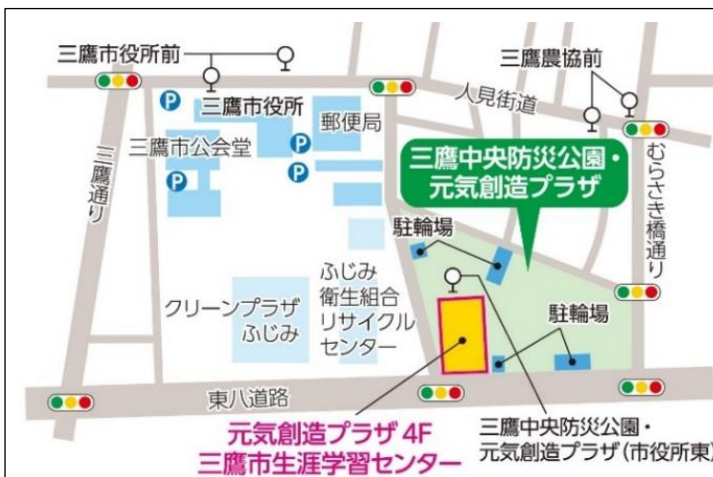 三鷹市役所前
三鷹農協前
人見街道
三鷹市役所
郵便局
三鷹市公会堂
P
P
P
P
三鷹通り
むらさき橋通り
三鷹中央防災公園・
元気創造プラザ
駐輪場
ふじみ
衛生組合
リサイクル
センター
クリーンプラザ
ふじみ
駐輪場
東八道路
元気創造プラザ 4F
三鷹市生涯学習センター
三鷹中央防災公園・
元気創造プラザ(市役所東)